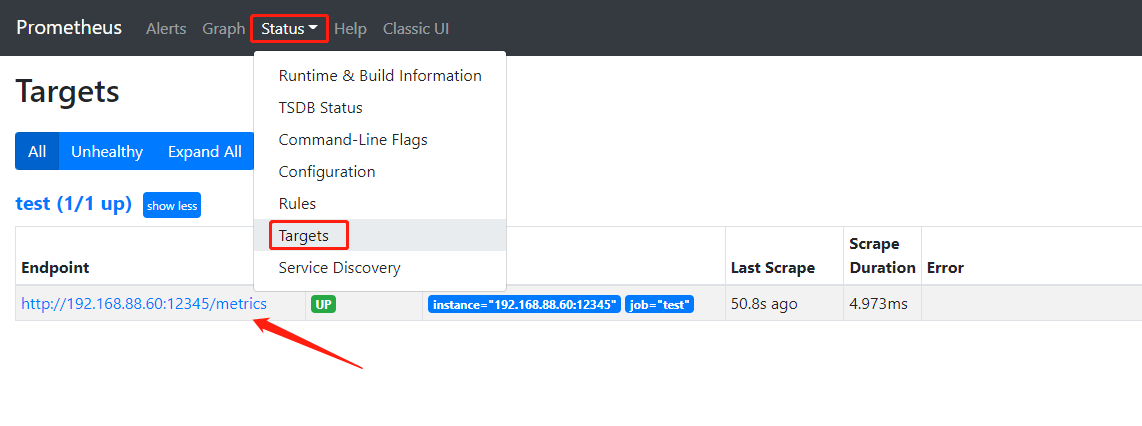 Prometheus Alerts Graph Status Help Classic UI
Runtime & Build Information
TSDB Status
Command-Line Flags
Configuration
Rules
Targets
Service Discovery
Targets
All Unhealthy Expand All
test (1/1 up) show less
Endpoint Last Scrape Scrape Duration Error
http://192.168.88.60:12345/metrics UP instance="192.168.88.60:12345" job="test" 50.8s ago 4.973ms